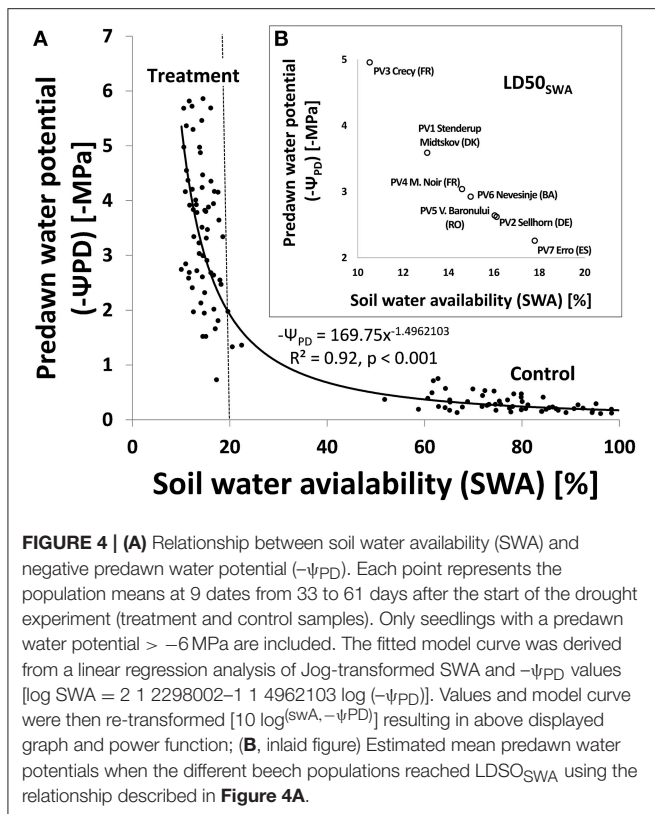 A
Predawn water potential
(-ΨPD) [-MPa]
7
6
5
4
3
2
1
0
Treatment
Control
-Ψ_PD = 169.75x^-1.4962103
R² = 0.92, p < 0.001
0 20 40 60 80 100
Soil water avialability (SWA) [%]
B
Predawn water potential
(-Ψ_PD) [-MPa]
5
4
3
2
LD50_SWA
PV3 Crecy (FR)
PV1 Stenderup
Midtskov (DK)
PV4 M. Noir (FR)
PV6 Nevesinje (BA)
PV5 V. Baronului
(RO)
PV2 Sellhorn (DE)
PV7 Erro (ES)
10 12 14 16 18 20
Soil water availability (SWA) [%]
FIGURE 4 | (A) Relationship between soil water availability (SWA) and
negative predawn water potential (−ψ_PD). Each point represents the
population means at 9 dates from 33 to 61 days after the start of the drought
experiment (treatment and control samples). Only seedlings with a predawn
water potential > −6 MPa are included. The fitted model curve was derived
from a linear regression analysis of Jog-transformed SWA and −ψ_PD values
[log SWA = 2 1 2298002–1 1 4962103 log (−ψ_PD)]. Values and model curve
were then re-transformed [10 log^(swA,−ψPD)] resulting in above displayed
graph and power function; (B, inlaid figure) Estimated mean predawn water
potentials when the different beech populations reached LDSO_SWA using the
relationship described in Figure 4A.